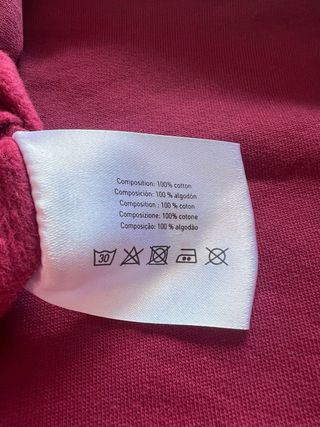 Composition: 100% cotton
Composición: 100 % algodón
Composition : 100 % coton
Composizione: 100 % cotone
Composição: 100 % algodão
30